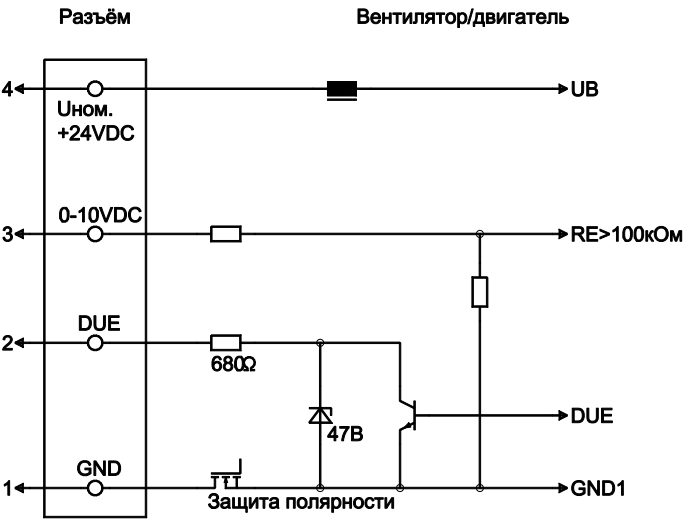 Разъём
Вентилятор/двигатель
4
UB
Uном.
+24VDC
0-10VDC
3
RE>100кОм
DUE
2
680Ω
47В
DUE
GND
1
GND1
Защита полярности